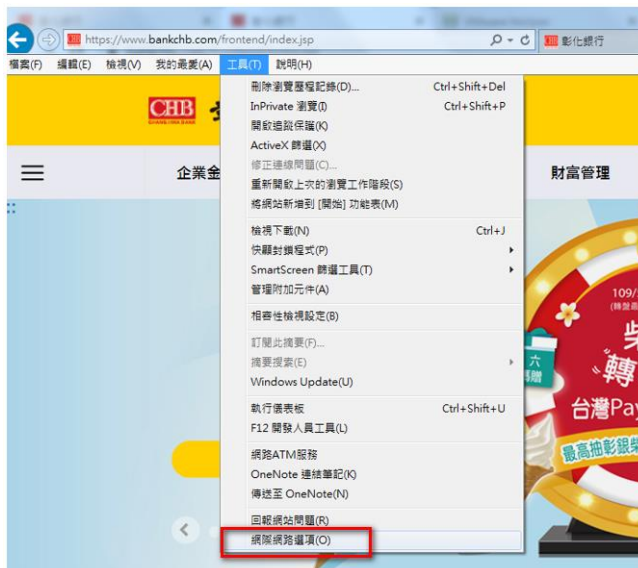 https://www.bankchb.com/frontend/index.jsp
彰化銀行
檔案(F) 編輯(E) 檢視(V) 我的最愛(A) 工具(T) 說明(H)
刪除瀏覽歷程記錄(D)... Ctrl+Shift+Del
InPrivate 瀏覽(I) Ctrl+Shift+P
開啟追蹤保護(K)
ActiveX 篩選(X)
修正連線問題(C)...
重新開啟上次的瀏覽工作階段(S)
將網站新增到 [開始] 功能表(M)
檢視下載(N) Ctrl+J
快顯封鎖程式(P)
SmartScreen 篩選工具(T)
管理附加元件(A)
相容性檢視設定(B)
訂閱此摘要(F)...
摘要探索(E)
Windows Update(U)
執行儀表板 Ctrl+Shift+U
F12 開發人員工具(L)
網路ATM服務
OneNote 連結筆記(K)
傳送至 OneNote(N)
回報網站問題(R)
網際網路選項(O)
CHB
CHANG HWA BANK
企業金
財富管理
109/
柴
"轉
台灣Pay
最高抽彰銀柴
六